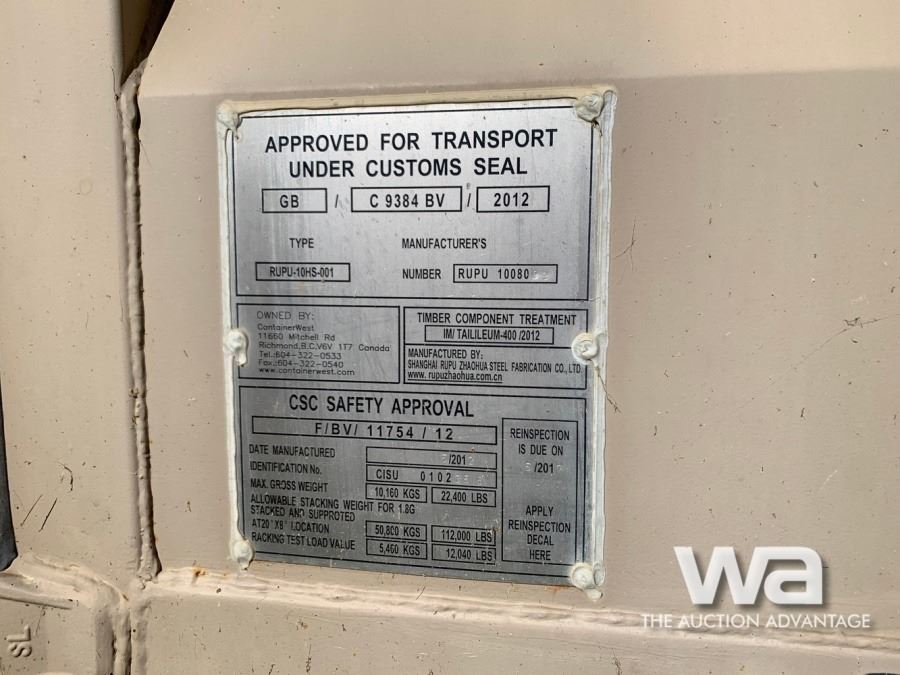 APPROVED FOR TRANSPORT
UNDER CUSTOMS SEAL
GB / C 9384 BV / 2012
TYPE MANUFACTURER'S
RUPU-10HS-001 NUMBER RUPU 10080
OWNED BY:
ContainerWest
11660 Mitchell Rd
Richmond,B.C,V6V 1T7 Canada
Tel.:604-322-0533
Fax.:604-322-0540
www.containerwest.com
TIMBER COMPONENT TREATMENT
IM/ TAILILEUM-400 /2012
MANUFACTURED BY:
SHANGHAI RUPU ZHAOHUA STEEL FABRICATION CO., LTD.
www.rupuzhaohua.com.cn
CSC SAFETY APPROVAL
F/BV/ 11754 / 12
DATE MANUFACTURED /2012
IDENTIFICATION No. CISU 0102
MAX. GROSS WEIGHT 10,160 KGS 22,400 LBS
ALLOWABLE STACKING WEIGHT FOR 1.8G
STACKED AND SUPPROTED
AT20' X8' LOCATION 50,800 KGS 112,000 LBS
RACKING TEST LOAD VALUE 5,460 KGS 12,040 LBS
REINSPECTION
IS DUE ON
/201
APPLY
REINSPECTION
DECAL
HERE
wa
THE AUCTION ADVANTAGE